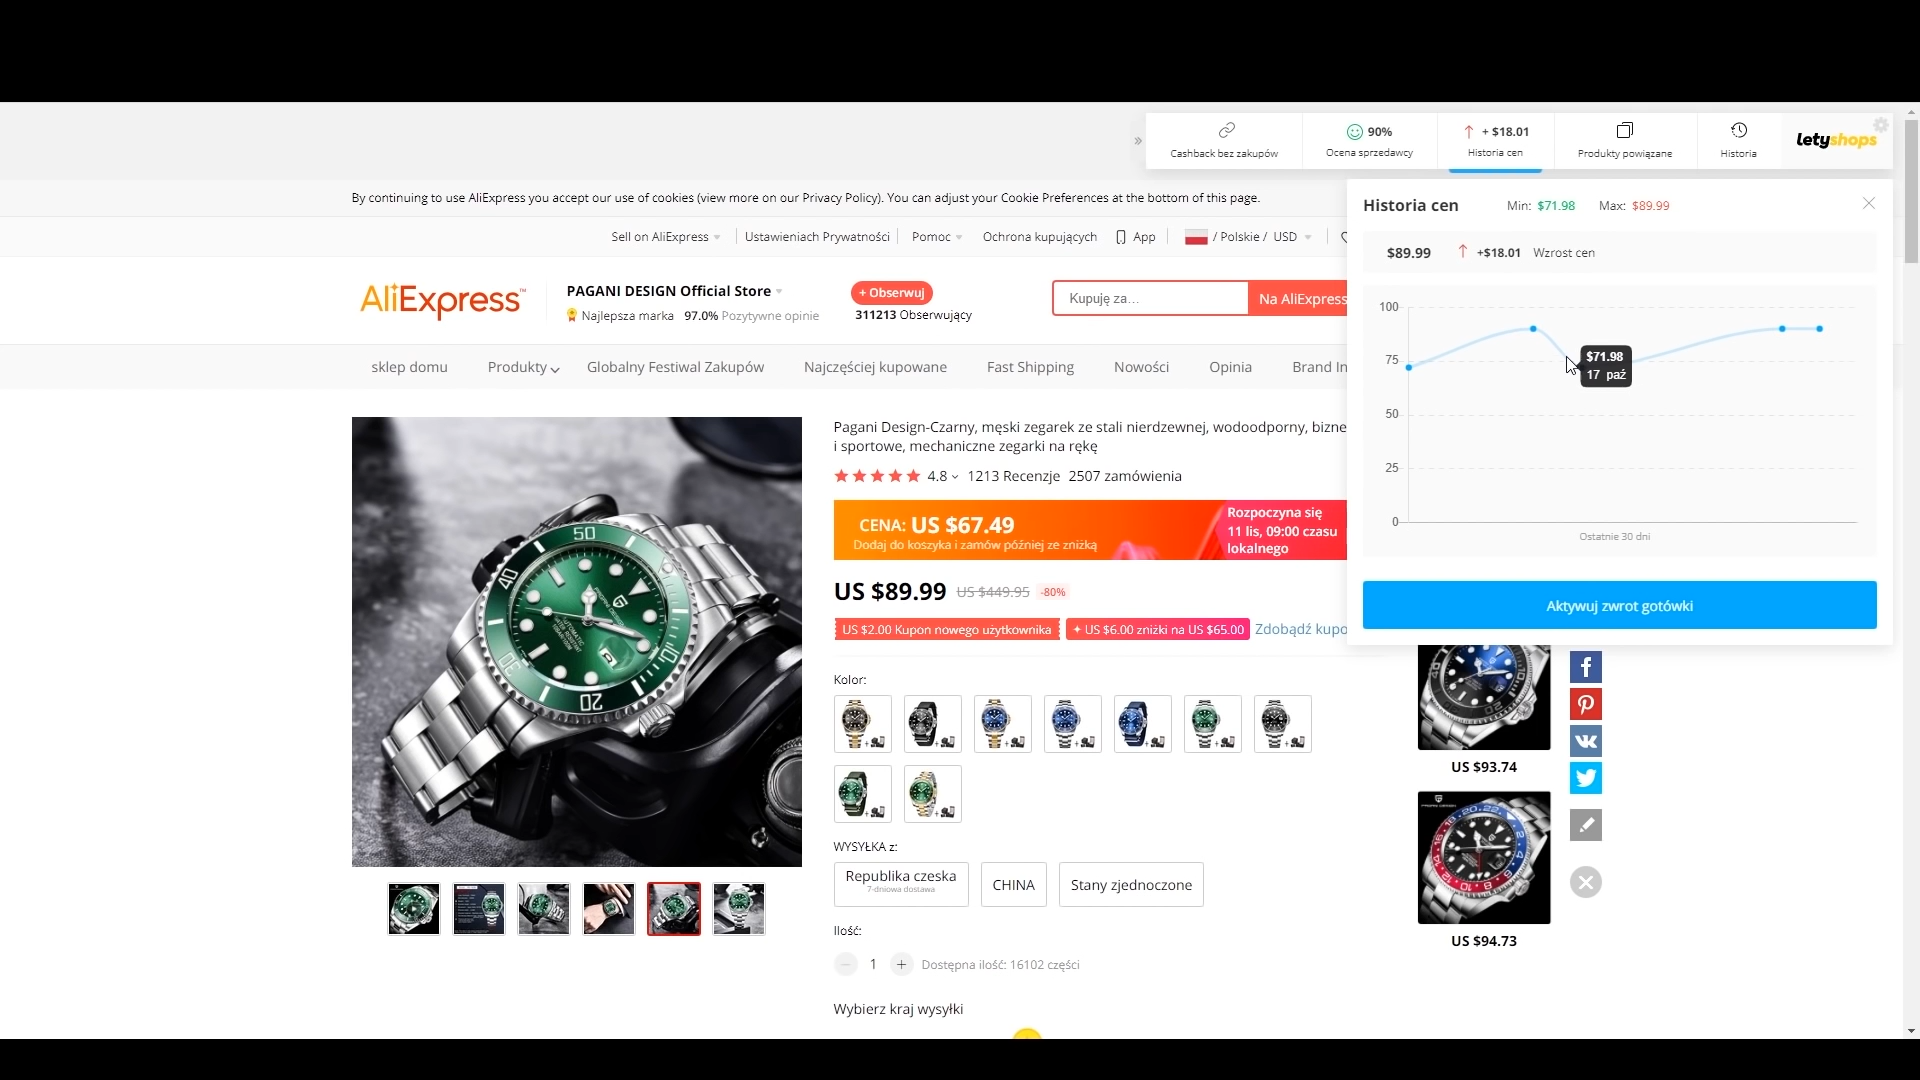 »
Cashback bez zakupów
90%
Ocena sprzedawcy
+ $18.01
Historia cen
Produkty powiązane
Historia
letyshops
By continuing to use AliExpress you accept our use of cookies (view more on our Privacy Policy). You can adjust your Cookie Preferences at the bottom of this page.
Historia cen
Min: $71.98
Max: $89.99
Sell on AliExpress
Ustawieniach Prywatności
Pomoc
Ochrona kupujących
App
/ Polskie / USD
$89.99
+$18.01
Wzrost cen
AliExpress™
PAGANI DESIGN Official Store
Najlepsza marka 97.0% Pozytywne opinie
+ Obserwuj
311213 Obserwujący
Kupuję za...
Na AliExpress
100
75
50
25
0
$71.98
17 paź
Ostatnie 30 dni
sklep domu
Produkty
Globalny Festiwal Zakupów
Najczęściej kupowane
Fast Shipping
Nowości
Opinia
Brand In
Pagani Design-Czarny, męski zegarek ze stali nierdzewnej, wodoodporny, bizne
i sportowe, mechaniczne zegarki na rękę
4.8 1213 Recenzje 2507 zamówienia
CENA: US $67.49
Dodaj do koszyka i zamów później ze zniżką
Rozpoczyna się
11 lis, 09:00 czasu
lokalnego
US $89.99 US $449.95 -80%
US $2.00 Kupon nowego użytkownika
US $6.00 zniżki na US $65.00
Zdobądź kupo
Aktywuj zwrot gotówki
Kolor:
US $93.74
WYSYŁKA z:
Republika czeska
7-dniowa dostawa
CHINA
Stany zjednoczone
US $94.73
Ilość:
1
+
Dostępna ilość: 16102 części
Wybierz kraj wysyłki
50
40
30
20